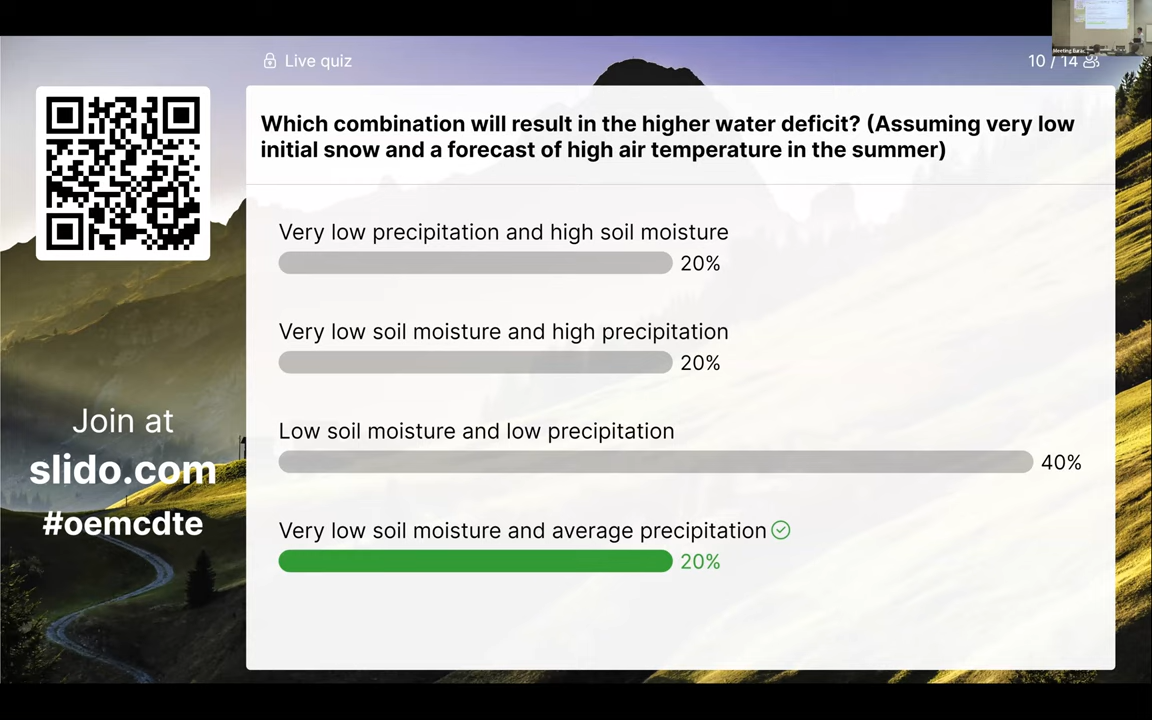 Live quiz
10 / 14
Which combination will result in the higher water deficit? (Assuming very low
initial snow and a forecast of high air temperature in the summer)
Very low precipitation and high soil moisture
20%
Very low soil moisture and high precipitation
20%
Low soil moisture and low precipitation
40%
Very low soil moisture and average precipitation
20%
Join at
slido.com
#oemcdte